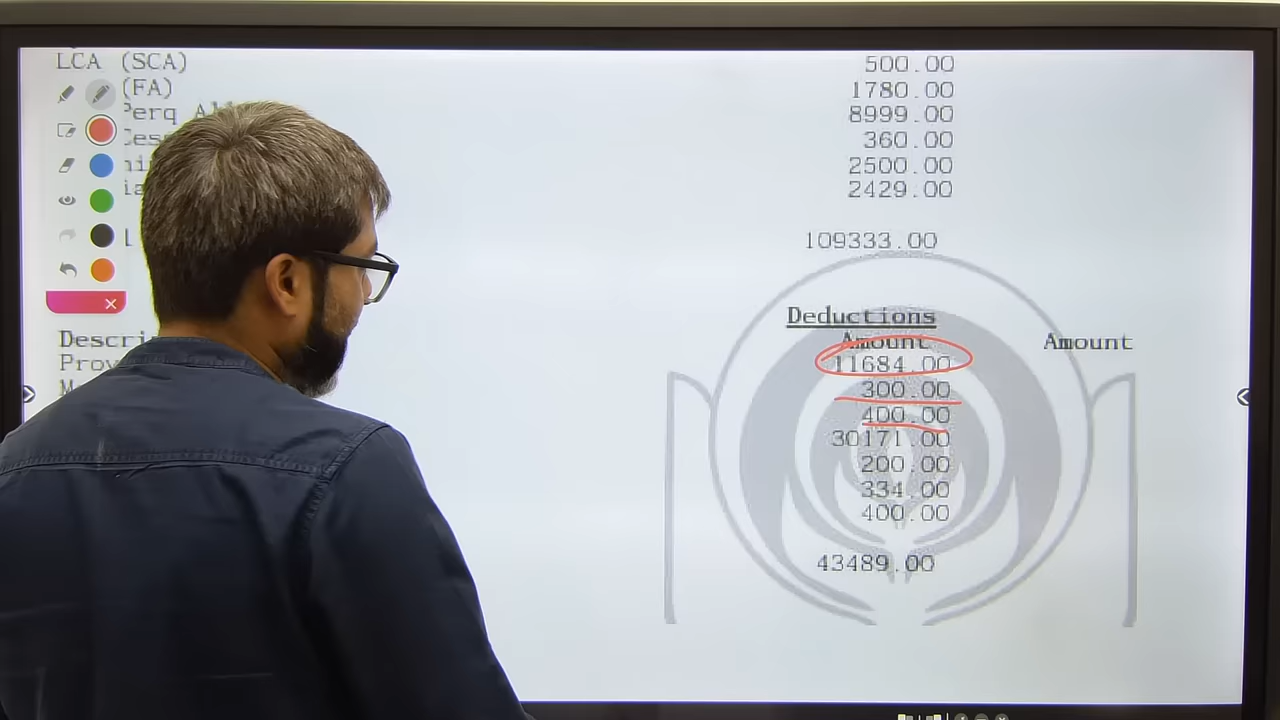 LCA (SCA) 500.00
(FA) 1780.00
Perq 8999.00
360.00
2500.00
2429.00
109333.00
Deductions
Amount Amount
11684.00
300.00
400.00
30171.00
200.00
334.00
400.00
43489.00